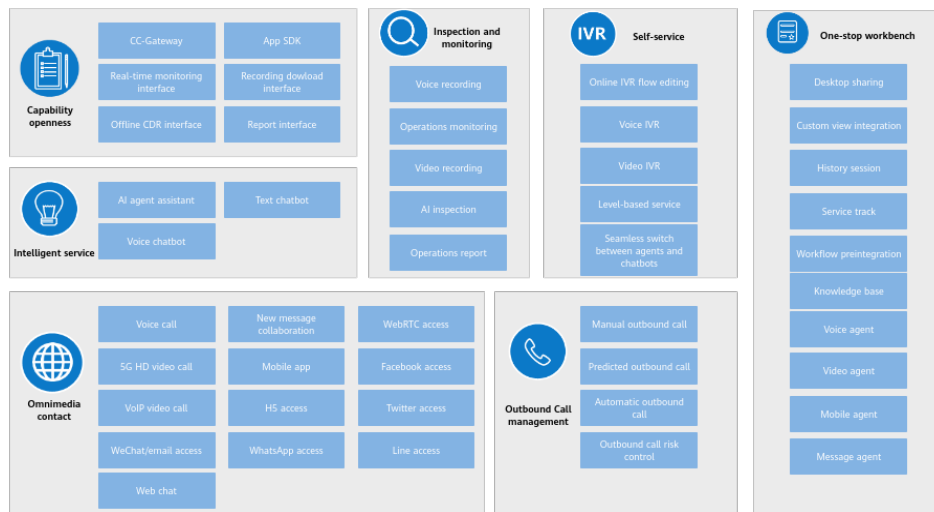 CC-Gateway
App SDK
Real-time monitoring
interface
Recording dowload
interface
Offline CDR interface
Report interface
Capability
openness
AI agent assistant
Text chatbot
Voice chatbot
Intelligent service
Inspection and
monitoring
Voice recording
Operations monitoring
Video recording
AI inspection
Operations report
IVR
Self-service
Online IVR flow editing
Voice IVR
Video IVR
Level-based service
Seamless switch
between agents and
chatbots
One-stop workbench
Desktop sharing
Custom view integration
History session
Service track
Workflow preintegration
Knowledge base
Voice agent
Video agent
Mobile agent
Message agent
Omnimedia
contact
Voice call
New message
collaboration
WebRTC access
5G HD video call
Mobile app
Facebook access
VoIP video call
H5 access
Twitter access
WeChat/email access
WhatsApp access
Line access
Web chat
Outbound Call
management
Manual outbound call
Predicted outbound call
Automatic outbound
call
Outbound call risk
control